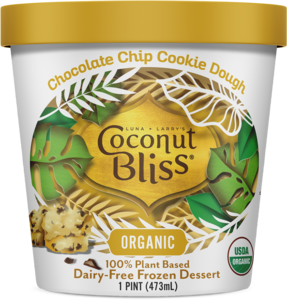 Chocolate Chip Cookie Dough
LUNA + LARRY'S
Coconut
Bliss®
ORGANIC
100% Plant Based
Dairy-Free Frozen Dessert
1 PINT (473mL)
USDA
ORGANIC